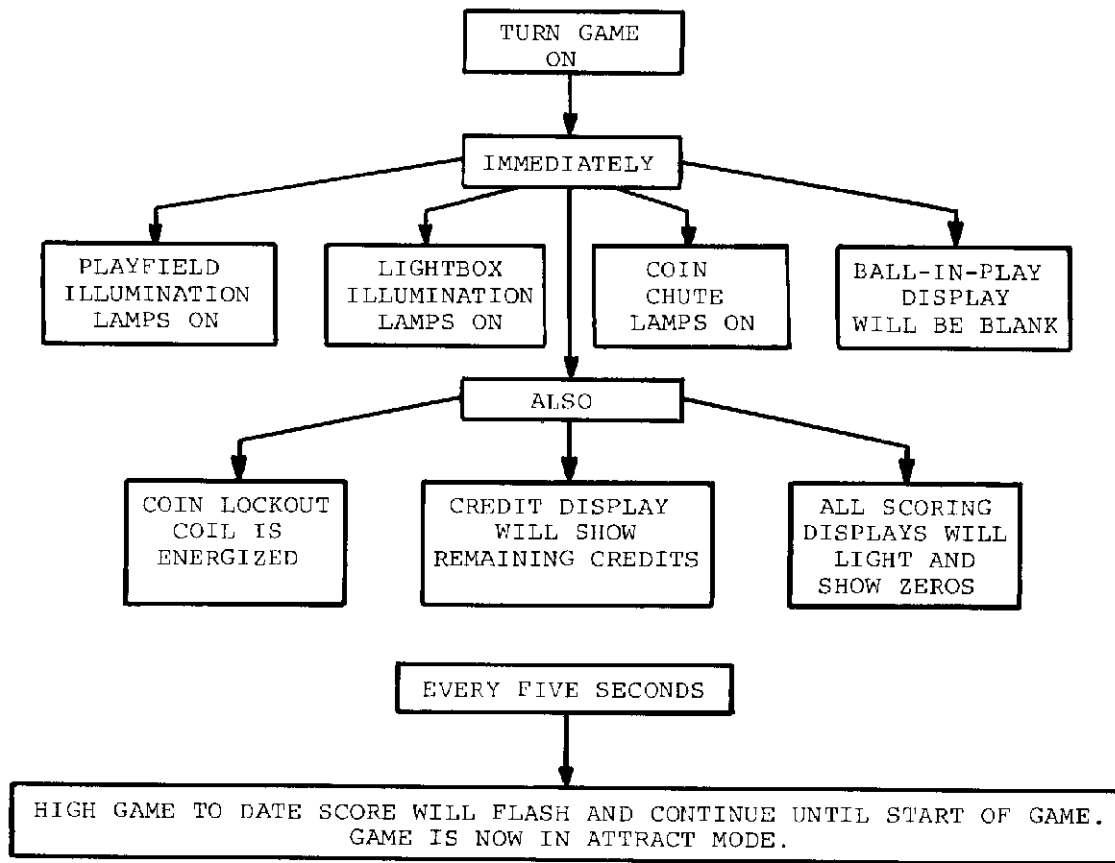 TURN GAME
ON
IMMEDIATELY
PLAYFIELD
ILLUMINATION
LAMPS ON
LIGHTBOX
ILLUMINATION
LAMPS ON
COIN
CHUTE
LAMPS ON
BALL-IN-PLAY
DISPLAY
WILL BE BLANK
ALSO
COIN LOCKOUT
COIL IS
ENERGIZED
CREDIT DISPLAY
WILL SHOW
REMAINING CREDITS
ALL SCORING
DISPLAYS WILL
LIGHT AND
SHOW ZEROS
EVERY FIVE SECONDS
HIGH GAME TO DATE SCORE WILL FLASH AND CONTINUE UNTIL START OF GAME.
GAME IS NOW IN ATTRACT MODE.